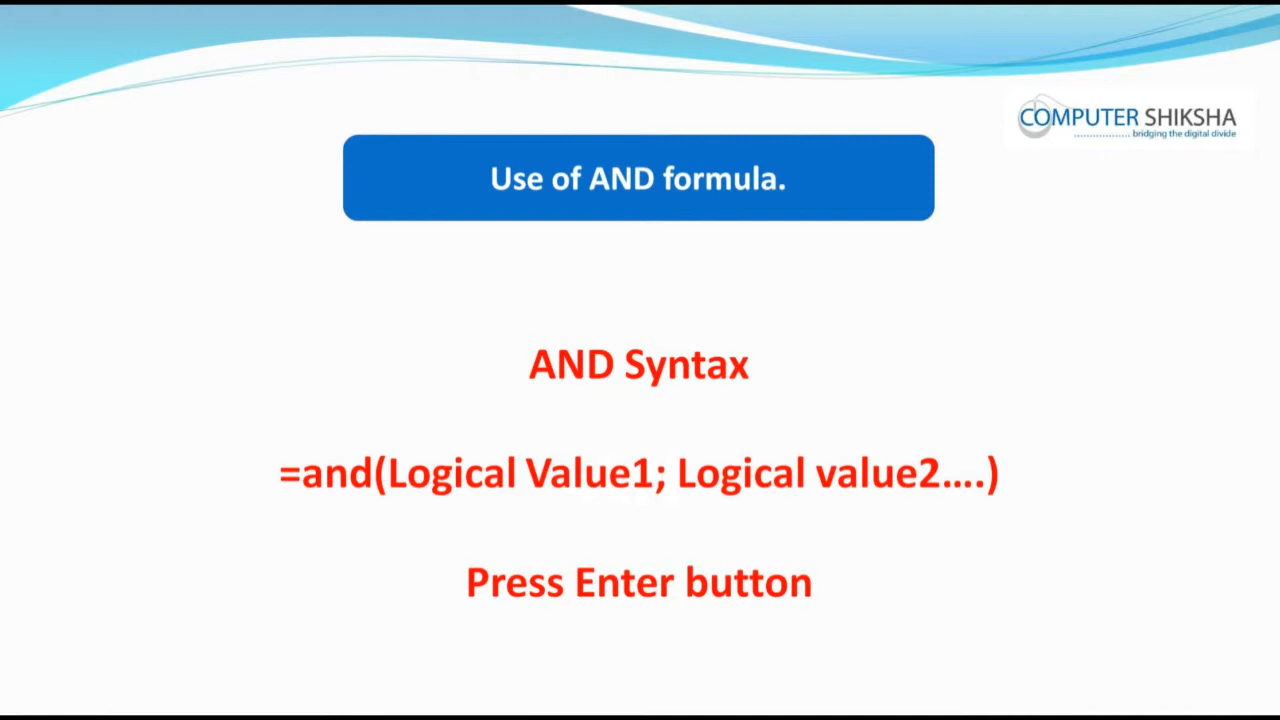 COMPUTER SHIKSHA
bridging the digital divide
Use of AND formula.
AND Syntax
=and(Logical Value1; Logical value2....)
Press Enter button